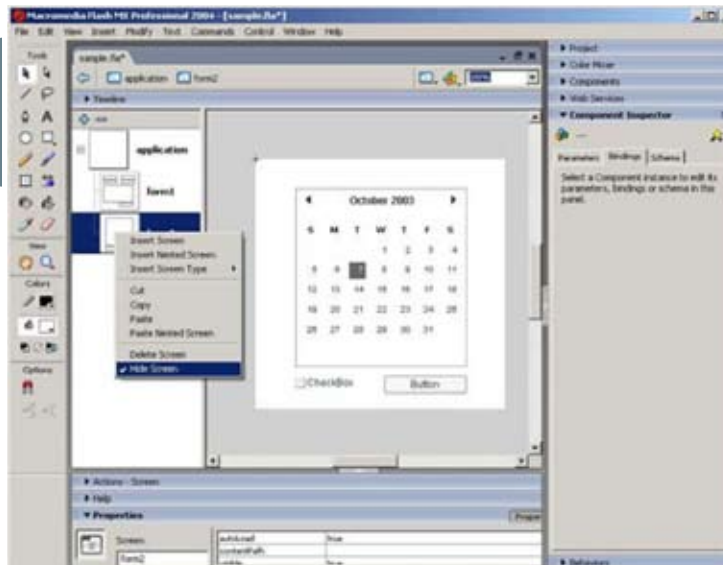 Macromedia Flash MX Professional 2004 - [sample.fla*]
File Edit View Insert Modify Text Commands Control Window Help
Tools
sample.fla*
application form2
Timeline
application
form1
Insert Screen
Insert Nested Screen
Insert Screen Type
Cut
Copy
Paste
Paste Nested Screen
Delete Screen
Hide Screen
View
Colors
Options
October 2003
S M T W T F S
1 2 3 4
5 6 7 8 9 10 11
12 13 14 15 16 17 18
19 20 21 22 23 24 25
26 27 28 29 30 31
CheckBox
Button
Project
Color Mixer
Components
Web Services
Component Inspector
Parameters Bindings Schema
Select a Component instance to edit its
parameters, bindings or schema in this
panel.
Actions - Screen
Help
Properties
Screen
form2
autoLoad true
contentPath
visible true
Behaviors